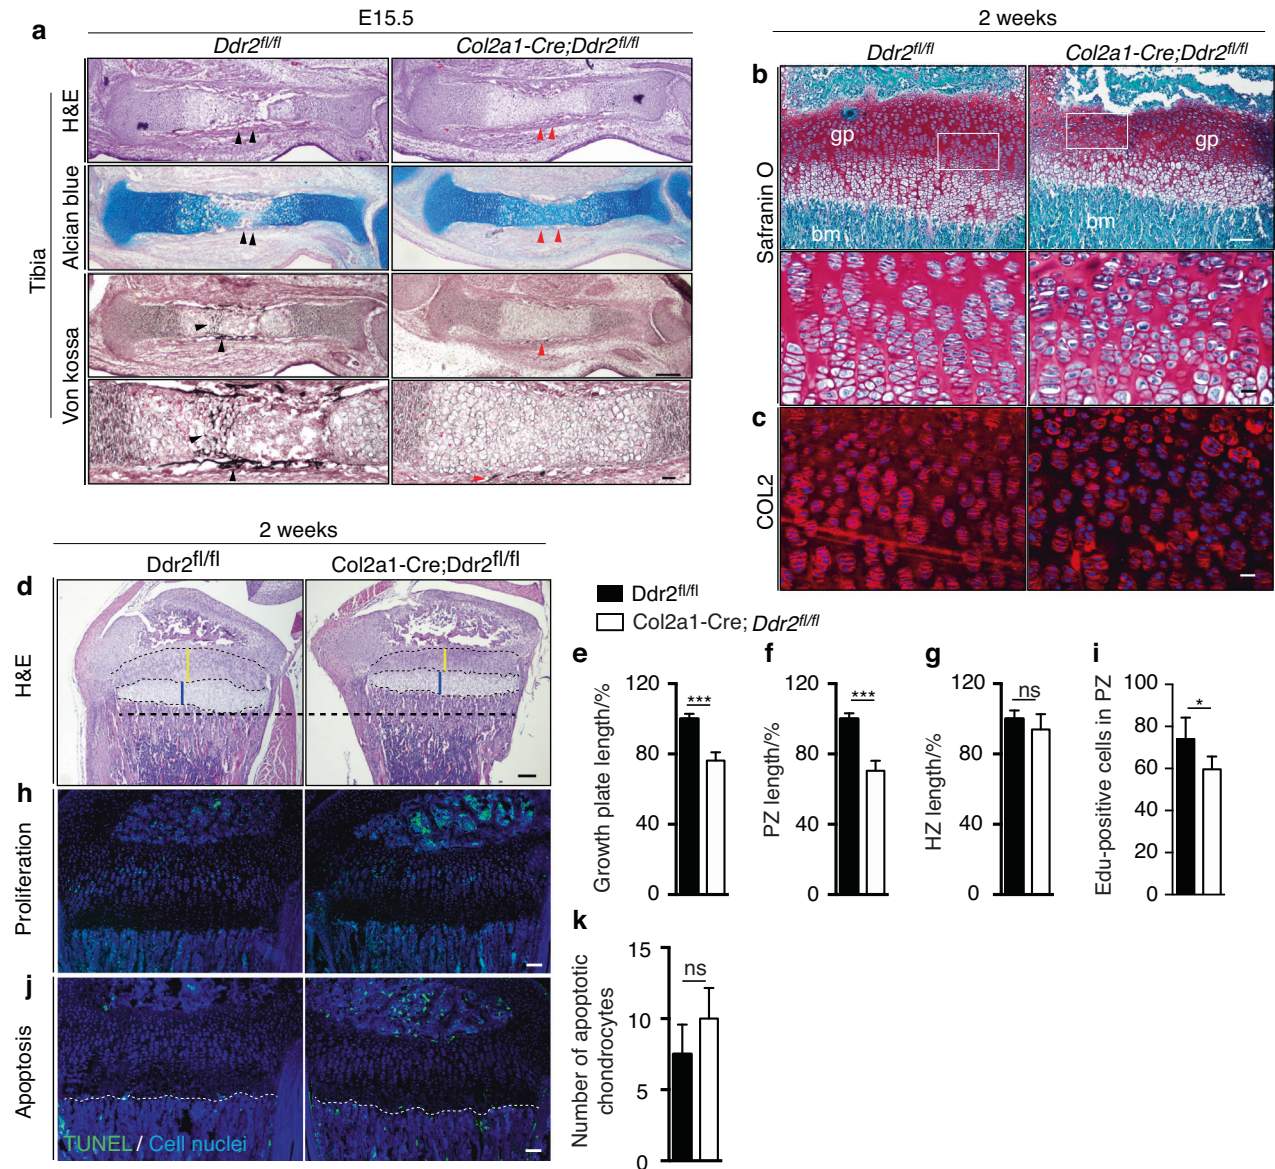 E15.5
a
Ddr2fl/fl
Col2a1-Cre;Ddr2fl/fl
Tibia
H&E
Alcian blue
Von kossa
2 weeks
Ddr2fl/fl
Col2a1-Cre;Ddr2fl/fl
b
Safranin O
gp
bm
gp
bm
c
COL2
2 weeks
Ddr2fl/fl
Col2a1-Cre;Ddr2fl/fl
d
H&E
h
Proliferation
j
Apoptosis
TUNEL / Cell nuclei
Ddr2fl/fl
Col2a1-Cre; Ddr2fl/fl
e
Growth plate length/%
120
80
40
0
***
f
PZ length/%
120
80
40
0
***
g
HZ length/%
120
80
40
0
ns
i
Edu-positive cells in PZ
100
80
60
40
20
0
*
k
Number of apoptotic
chondrocytes
15
10
5
0
ns